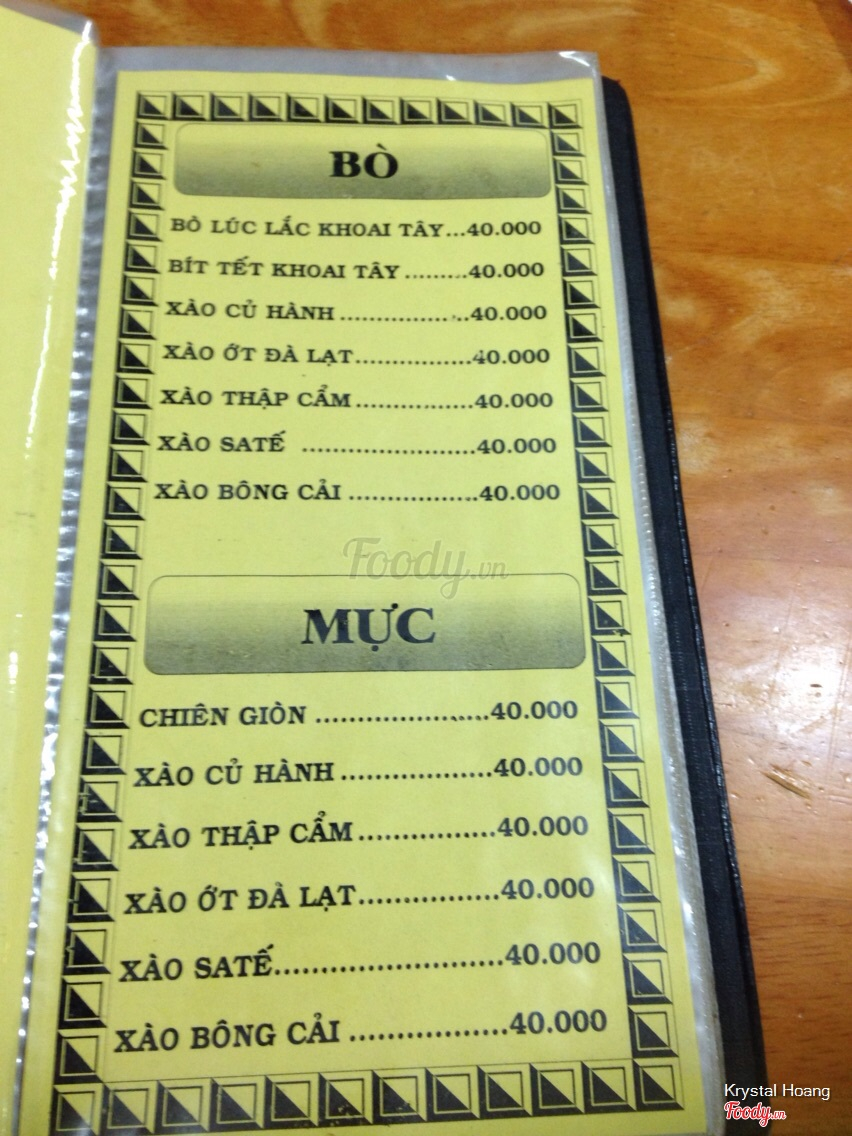 BÒ
BÒ LÚC LẮC KHOAI TÂY...40.000
BÍT TẾT KHOAI TÂY.........40.000
XÀO CỦ HÀNH...................40.000
XÀO ỚT ĐÀ LẠT.................40.000
XÀO THẬP CẨM.................40.000
XÀO SATẾ .........................40.000
XÀO BÔNG CẢI...................40.000
Foody.vn
MỰC
CHIÊN GIÒN.........................40.000
XÀO CỦ HÀNH.....................40.000
XÀO THẬP CẨM...................40.000
XÀO ỚT ĐÀ LẠT...................40.000
XÀO SATẾ............................40.000
XÀO BÔNG CẢI....................40.000
Krystal Hoang
Foody.vn